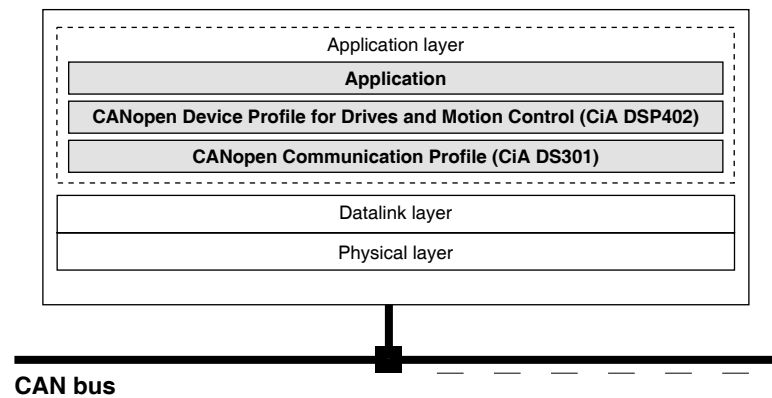 Application layer
Application
CANopen Device Profile for Drives and Motion Control (CiA DSP402)
CANopen Communication Profile (CiA DS301)
Datalink layer
Physical layer
CAN bus